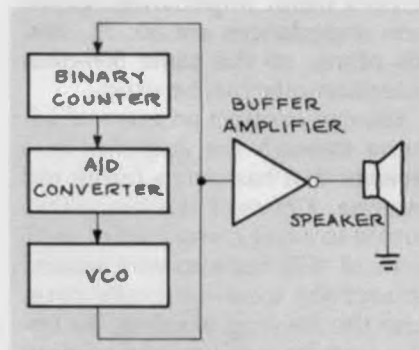 BINARY
COUNTER
A/D
CONVERTER
VCO
BUFFER
AMPLIFIER
SPEAKER